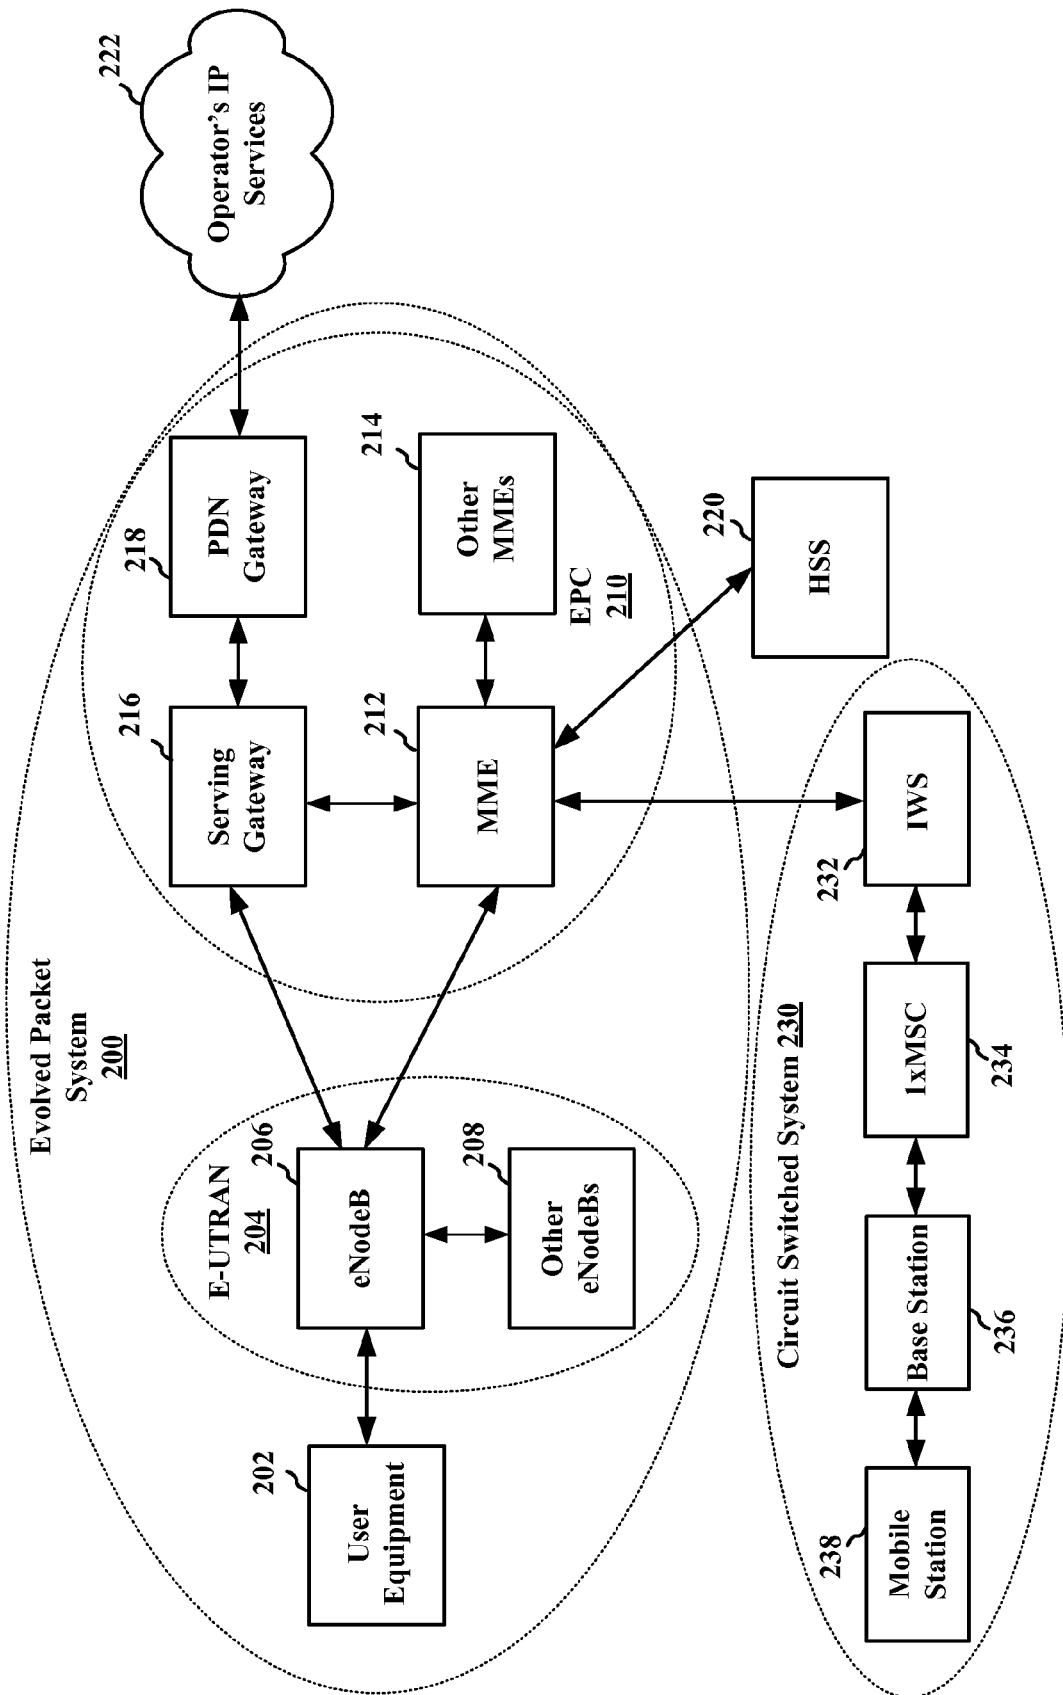 Evolved Packet
System
200
E-UTRAN
204
202
User
Equipment
206
eNodeB
208
Other
eNodeBs
216
Serving
Gateway
218
PDN
Gateway
222
Operator's IP
Services
212
MME
214
Other
MMEs
EPC
210
220
HSS
Circuit Switched System 230
238
Mobile
Station
Base Station
236
1xMSC
234
232
IWS